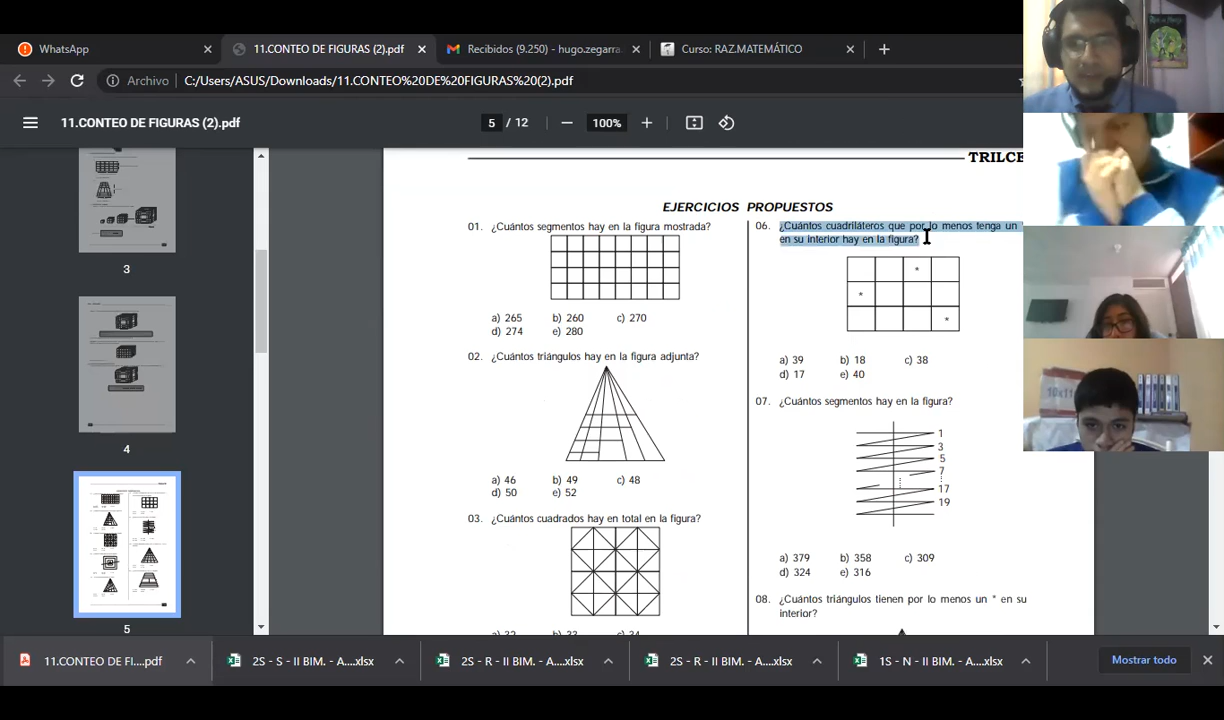 WhatsApp
11.CONTEO DE FIGURAS (2).pdf
Recibidos (9.250) - hugo.zegarra.
Curso: RAZ.MATEMÁTICO
Archivo
C:/Users/ASUS/Downloads/11.CONTEO%20DE%20FIGURAS%20(2).pdf
11.CONTEO DE FIGURAS (2).pdf
5 / 12
100%
3
4
5
TRILCE
EJERCICIOS PROPUESTOS
01. ¿Cuántos segmentos hay en la figura mostrada?
a) 265 b) 260 c) 270
d) 274 e) 280
02. ¿Cuántos triángulos hay en la figura adjunta?
a) 46 b) 49 c) 48
d) 50 e) 52
03. ¿Cuántos cuadrados hay en total en la figura?
a) 32 b) 33 c) 34
06. ¿Cuántos cuadriláteros que por lo menos tenga un
en su interior hay en la figura?
*
*
*
a) 39 b) 18 c) 38
d) 17 e) 40
07. ¿Cuántos segmentos hay en la figura?
1
3
5
7
17
19
a) 379 b) 358 c) 309
d) 324 e) 316
08. ¿Cuántos triángulos tienen por lo menos un * en su
interior?
11.CONTEO DE FI....pdf
2S - S - II BIM. - A....xlsx
2S - R - II BIM. - A....xlsx
2S - R - II BIM. - A....xlsx
1S - N - II BIM. - A....xlsx
Mostrar todo